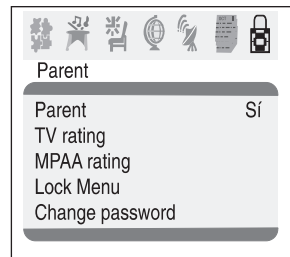 Parent
Parent Sí
TV rating
MPAA rating
Lock Menu
Change password